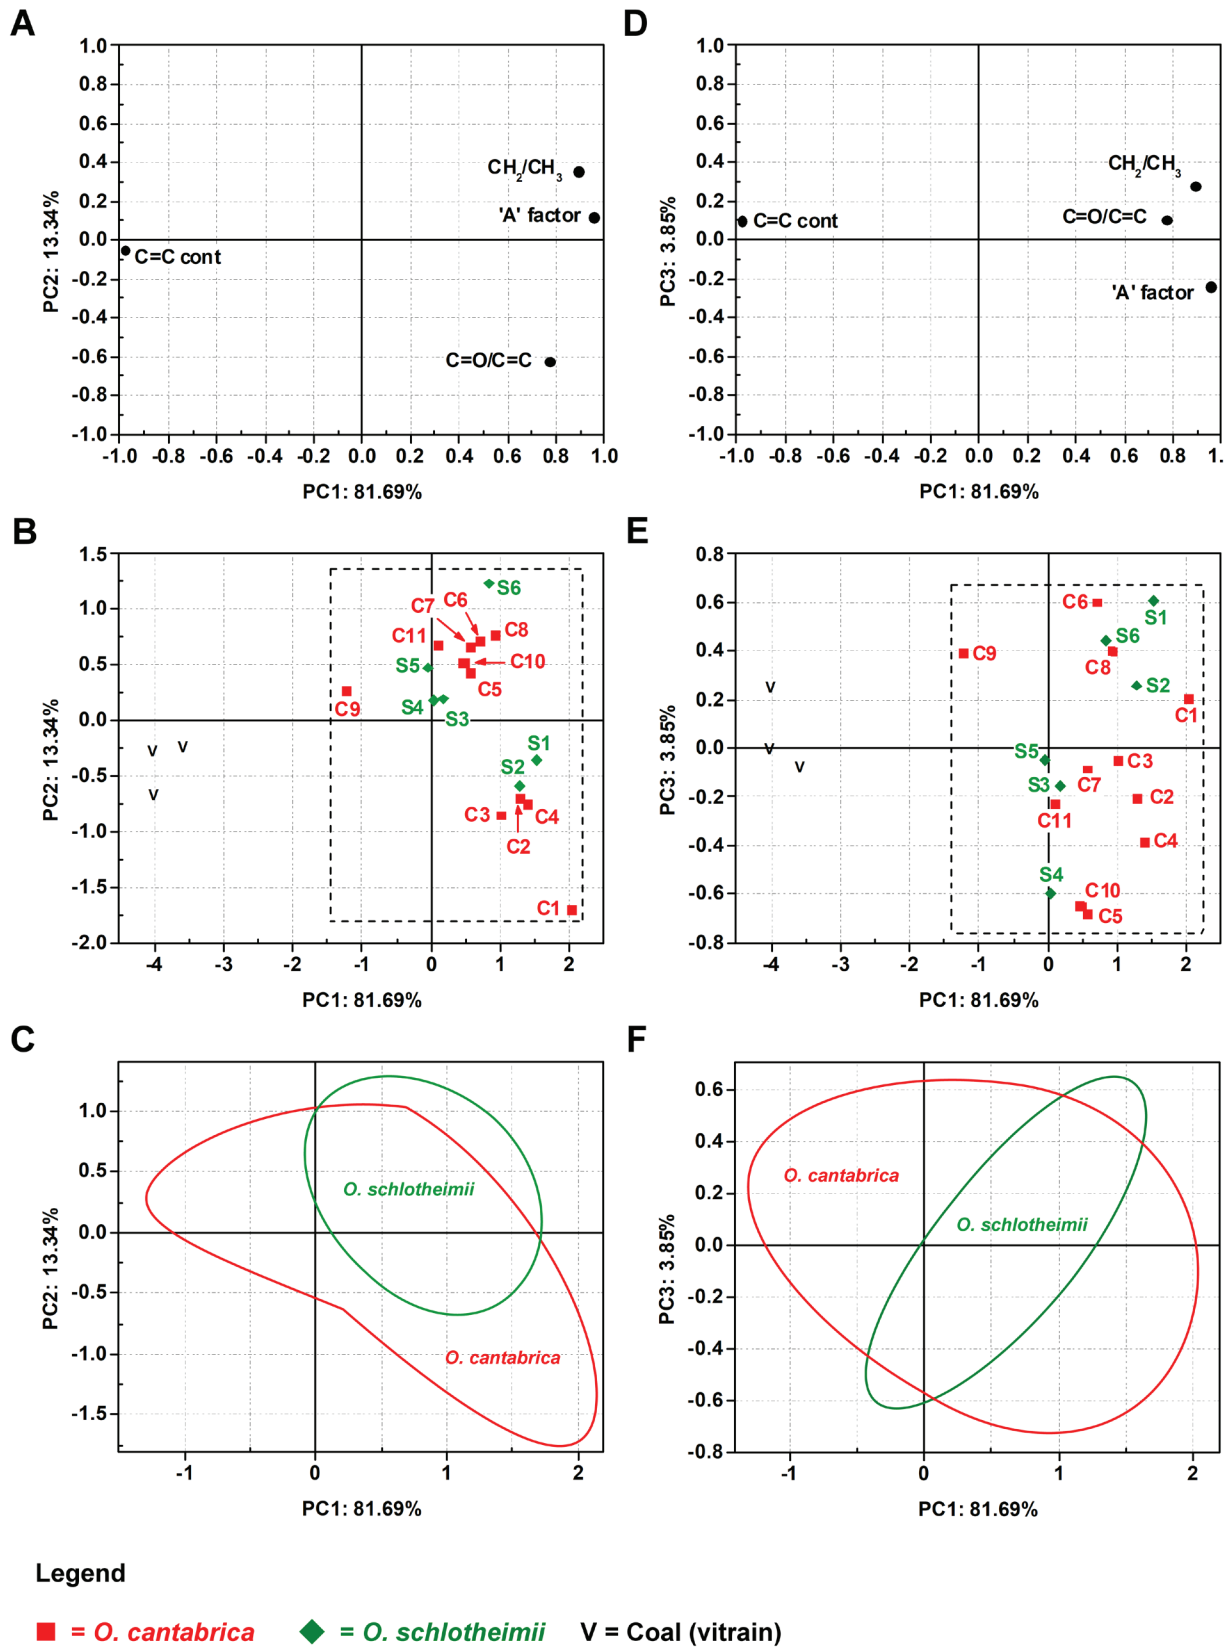 A
1.0
0.8
0.6
0.4
0.2
0.0
-0.2
-0.4
-0.6
-0.8
-1.0
PC2: 13.34%
CH2/CH3
'A' factor
C=C cont
C=O/C=C
-1.0 -0.8 -0.6 -0.4 -0.2 0.0 0.2 0.4 0.6 0.8 1.0
PC1: 81.69%
D
1.0
0.8
0.6
0.4
0.2
0.0
-0.2
-0.4
-0.6
-0.8
-1.0
PC3: 3.85%
CH2/CH3
C=O/C=C
C=C cont
'A' factor
-1.0 -0.8 -0.6 -0.4 -0.2 0.0 0.2 0.4 0.6 0.8 1.
PC1: 81.69%
B
1.5
1.0
0.5
0.0
-0.5
-1.0
-1.5
-2.0
PC2: 13.34%
S6
C7 C6
C11 C8
S5 C10
C5
C9 S4 S3
V V
V
S1
S2
C3 C4
C2
C1
-4 -3 -2 -1 0 1 2
PC1: 81.69%
E
0.8
0.6
0.4
0.2
0.0
-0.2
-0.4
-0.6
-0.8
PC3: 3.85%
C6 S1
S6
C9 C8
S2
V
C1
V
V
S5 C3
S3 C7 C2
C11
C4
S4
C10
C5
-4 -3 -2 -1 0 1 2
PC1: 81.69%
C
1.0
0.5
0.0
-0.5
-1.0
-1.5
PC2: 13.34%
O. schlotheimii
O. cantabrica
-1 0 1 2
PC1: 81.69%
F
0.6
0.4
0.2
0.0
-0.2
-0.4
-0.6
-0.8
PC3: 3.85%
O. cantabrica
O. schlotheimii
-1 0 1 2
PC1: 81.69%
Legend
= O. cantabrica = O. schlotheimii V = Coal (vitrain)